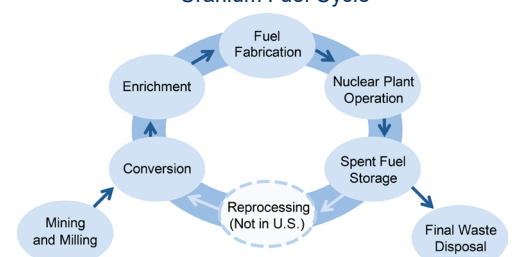 Uranium Fuel Cycle
Fuel
Fabrication
Enrichment
Nuclear Plant
Operation
Conversion
Spent Fuel
Storage
Reprocessing
(Not in U.S.)
Mining
and Milling
Final Waste
Disposal